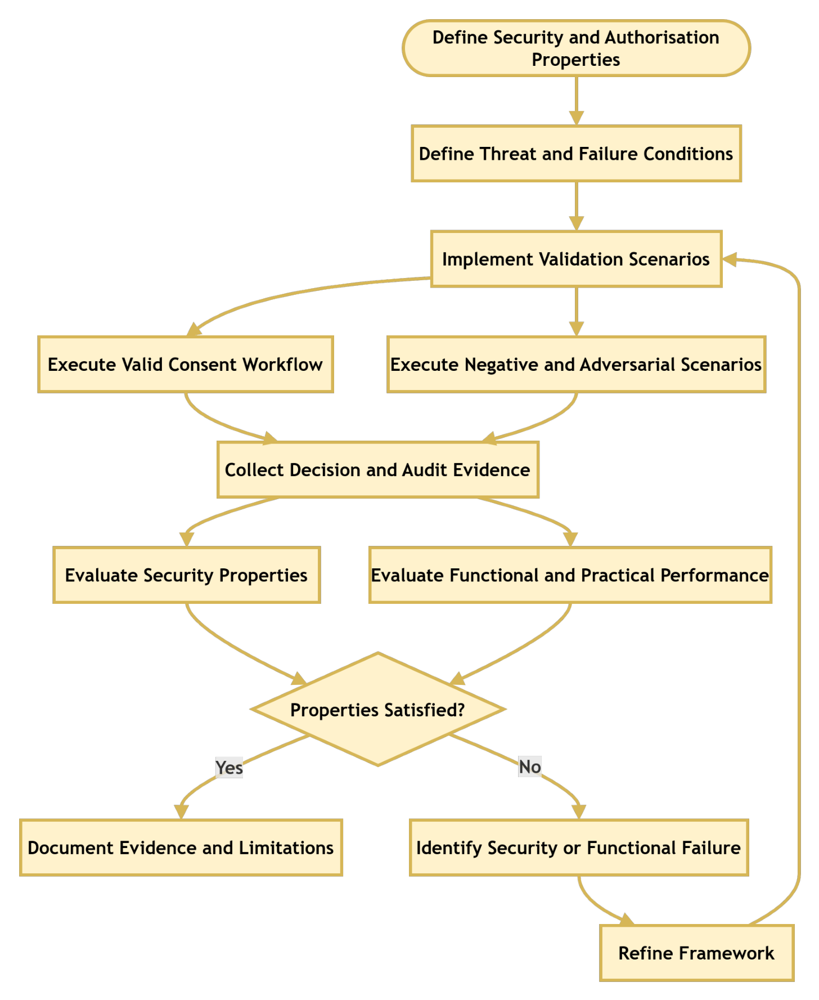 Define Security and Authorisation
Properties
Define Threat and Failure Conditions
Implement Validation Scenarios
Execute Valid Consent Workflow
Execute Negative and Adversarial Scenarios
Collect Decision and Audit Evidence
Evaluate Security Properties
Evaluate Functional and Practical Performance
Properties Satisfied?
Yes
No
Document Evidence and Limitations
Identify Security or Functional Failure
Refine Framework